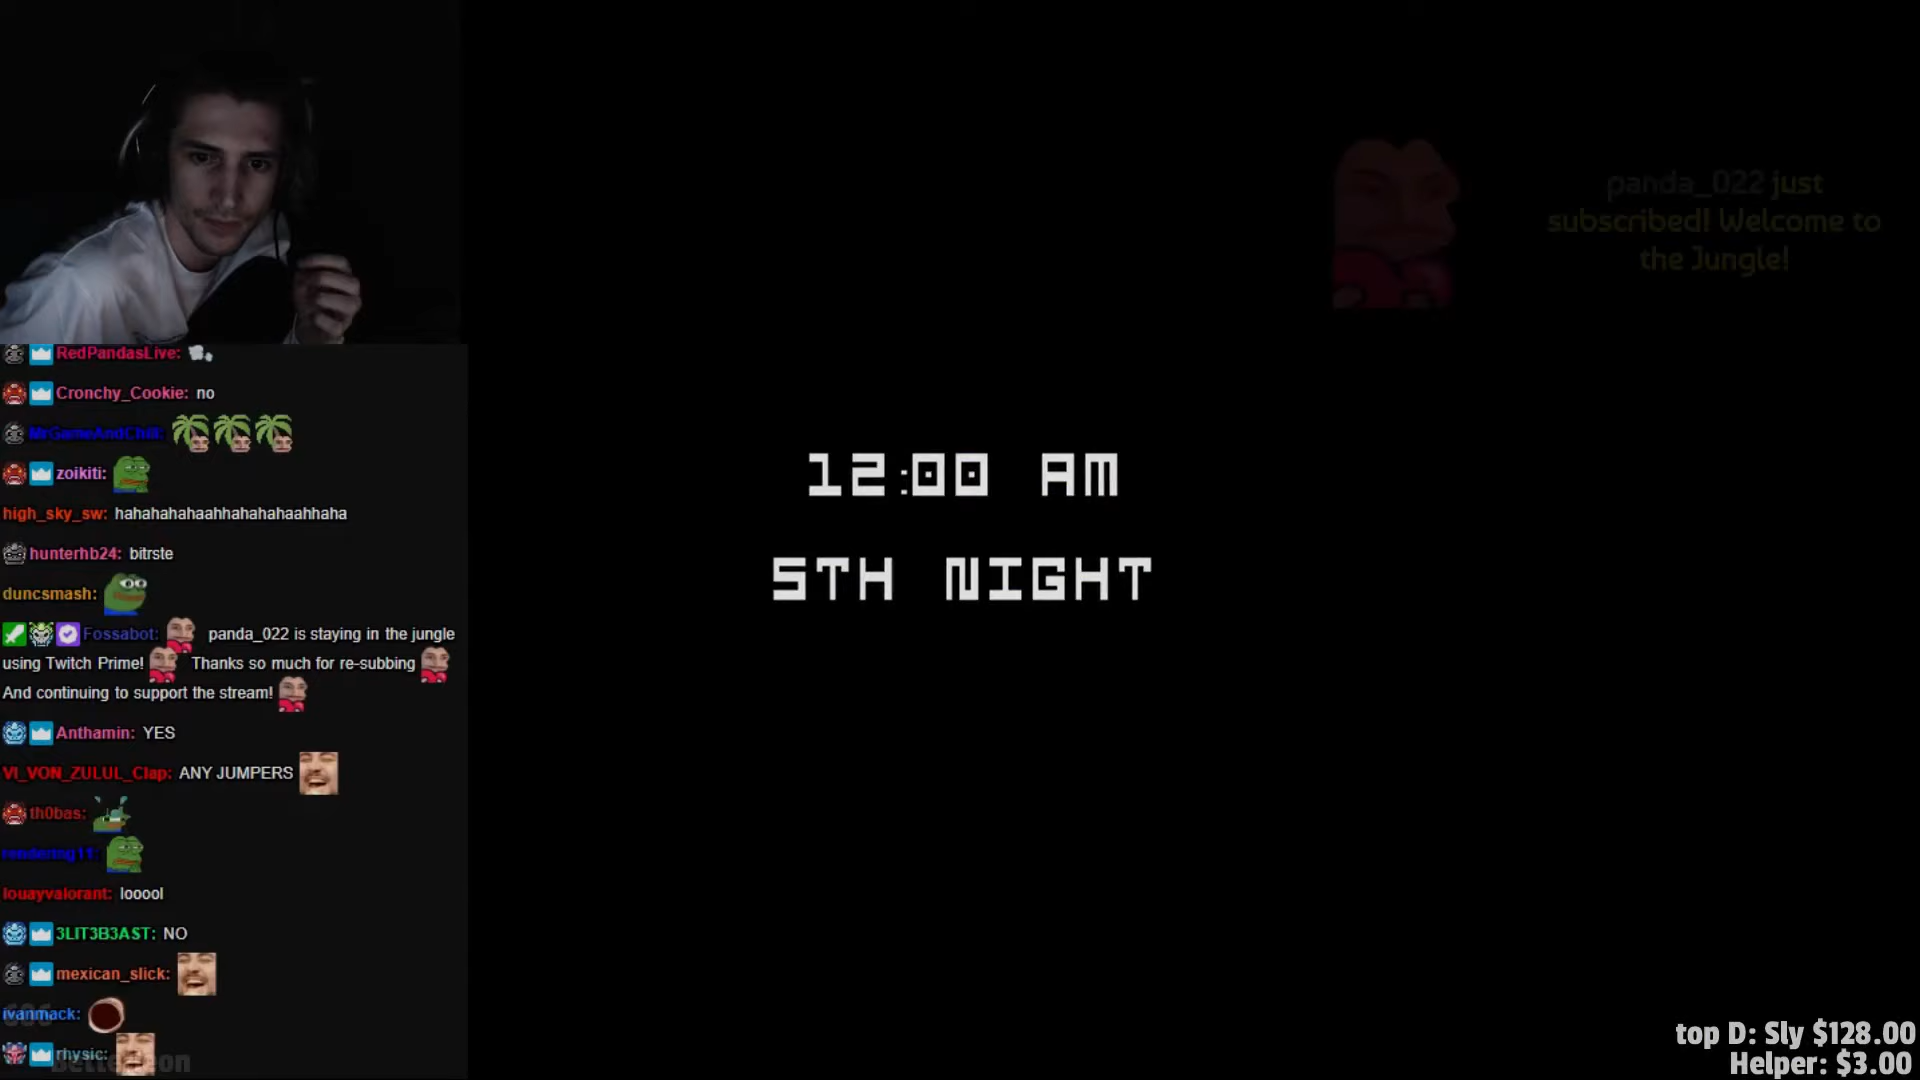 panda_022 just
subscribed! Welcome to
the Jungle!
RedPandasLive:
Cronchy_Cookie: no
MrGameAndChill:
zoikiti:
high_sky_sw: hahahahahaahhahahahaahhaha
hunterhb24: bitrste
duncsmash:
Fossabot: panda_022 is staying in the jungle
using Twitch Prime! Thanks so much for re-subbing
And continuing to support the stream!
Anthamin: YES
VI_VON_ZULUL_Clap: ANY JUMPERS
th0bas:
rendering11:
louayvalorant: looool
3LIT3B3AST: NO
mexican_slick:
ivanmack:
rhysic:
12:00 AM
5TH NIGHT
top D: Sly $128.00
Helper: $3.00